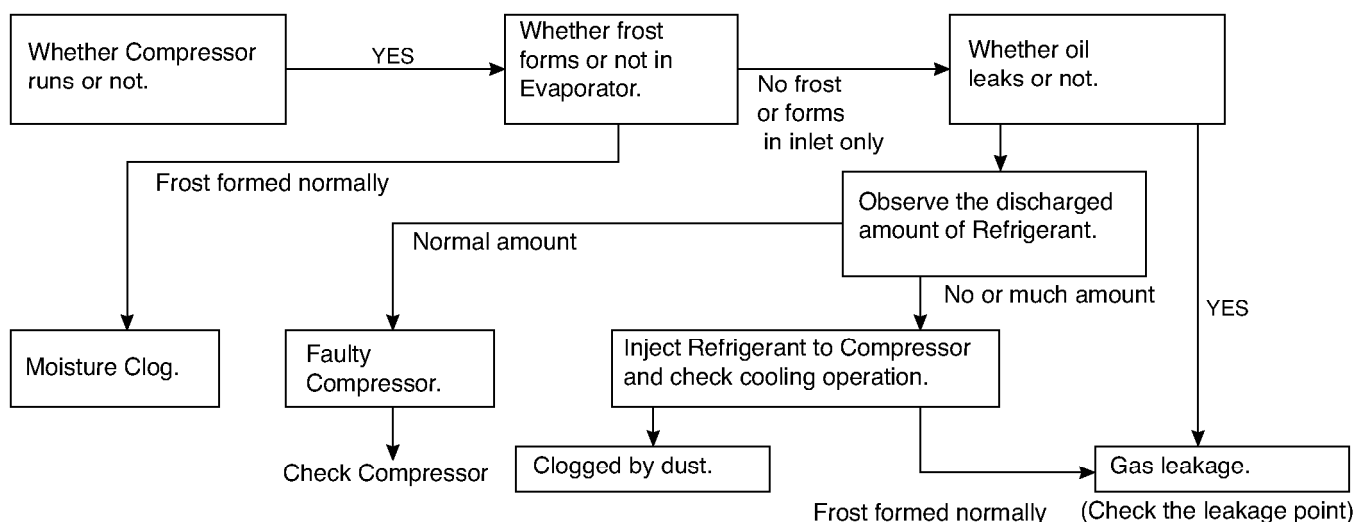 Whether Compressor
runs or not.
YES
Whether frost
forms or not in
Evaporator.
No frost
or forms
in inlet only
Whether oil
leaks or not.
Frost formed normally
Observe the discharged
amount of Refrigerant.
Normal amount
No or much amount
YES
Moisture Clog.
Faulty
Compressor.
Inject Refrigerant to Compressor
and check cooling operation.
Check Compressor
Clogged by dust.
Gas leakage.
Frost formed normally
(Check the leakage point)